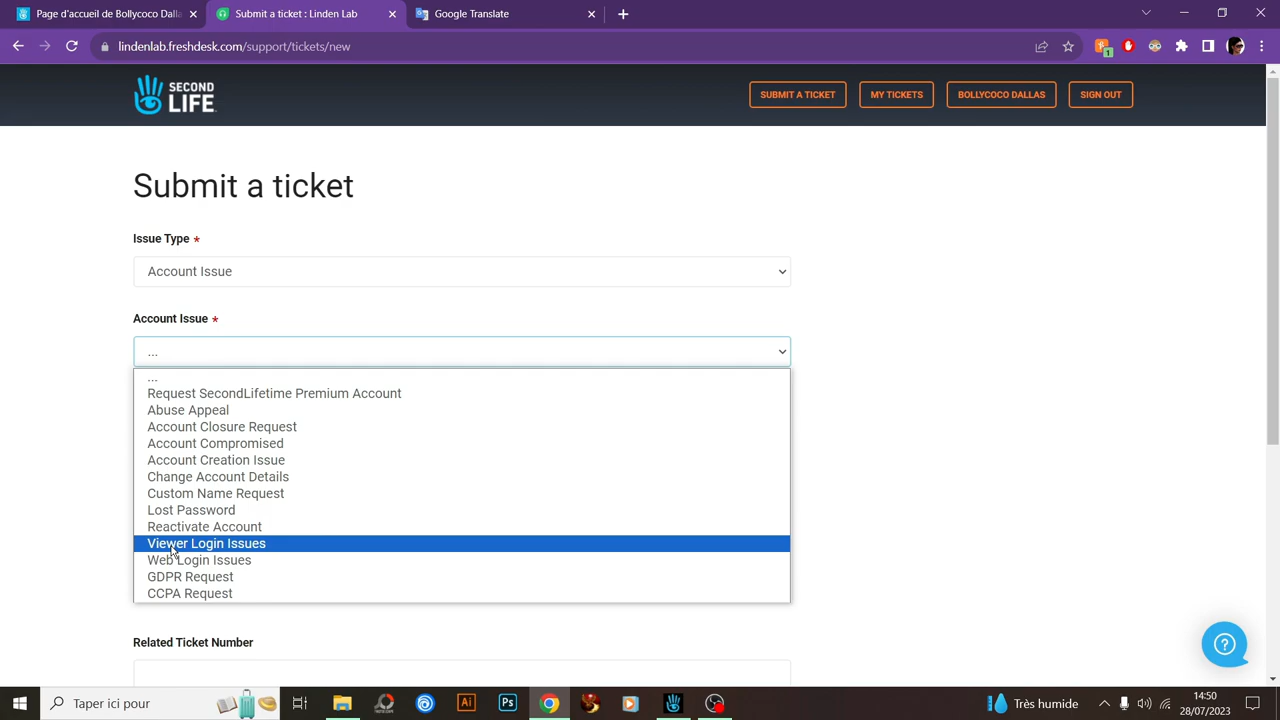 Page d'accueil de Bollycoco Dallas
Submit a ticket : Linden Lab
Google Translate
lindenlab.freshdesk.com/support/tickets/new
1
SECOND
LIFE
SUBMIT A TICKET
MY TICKETS
BOLLYCOCO DALLAS
SIGN OUT
Submit a ticket
Issue Type *
Account Issue
Account Issue *
...
...
Request SecondLifetime Premium Account
Abuse Appeal
Account Closure Request
Account Compromised
Account Creation Issue
Change Account Details
Custom Name Request
Lost Password
Reactivate Account
Viewer Login Issues
Web Login Issues
GDPR Request
CCPA Request
Related Ticket Number
Taper ici pour
Ai
Ps
Très humide
14:50
28/07/2023